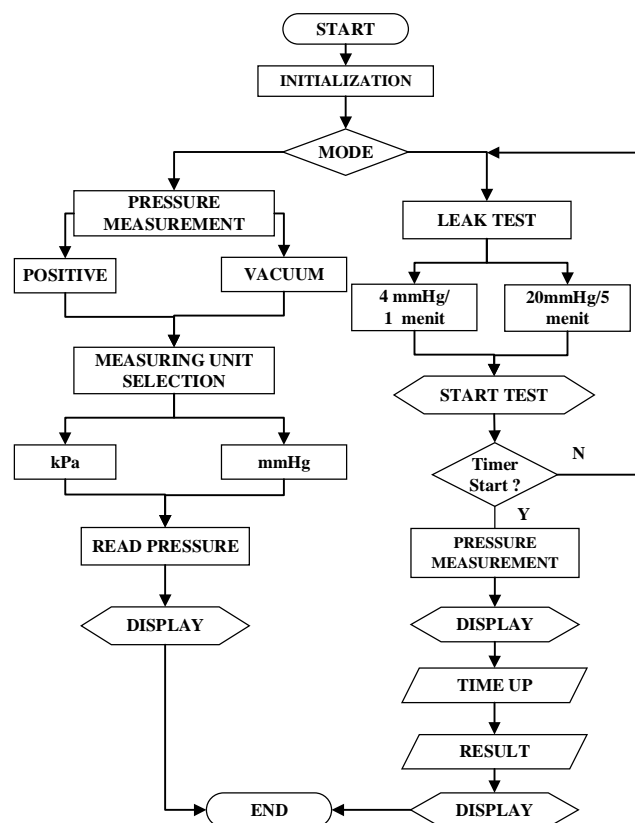 START
INITIALIZATION
MODE
PRESSURE
MEASUREMENT
POSITIVE
VACUUM
MEASURING UNIT
SELECTION
kPa
mmHg
READ PRESSURE
DISPLAY
LEAK TEST
4 mmHg/
1 menit
20mmHg/5
menit
START TEST
Timer
Start ?
N
Y
PRESSURE
MEASUREMENT
DISPLAY
TIME UP
RESULT
DISPLAY
END